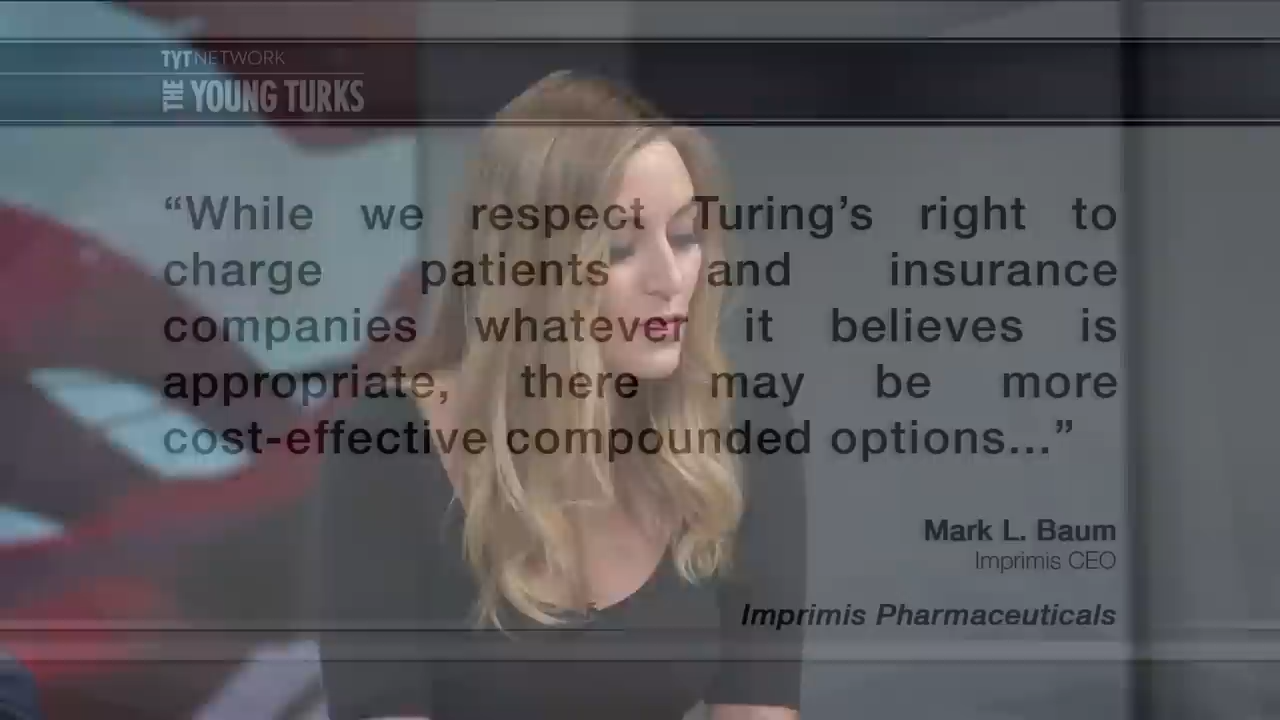 TYT NETWORK
THE YOUNG TURKS
“While we respect Turing’s right to
charge patients and insurance
companies whatever it believes is
appropriate, there may be more
cost-effective compounded options...”
Mark L. Baum
Imprimis CEO
Imprimis Pharmaceuticals